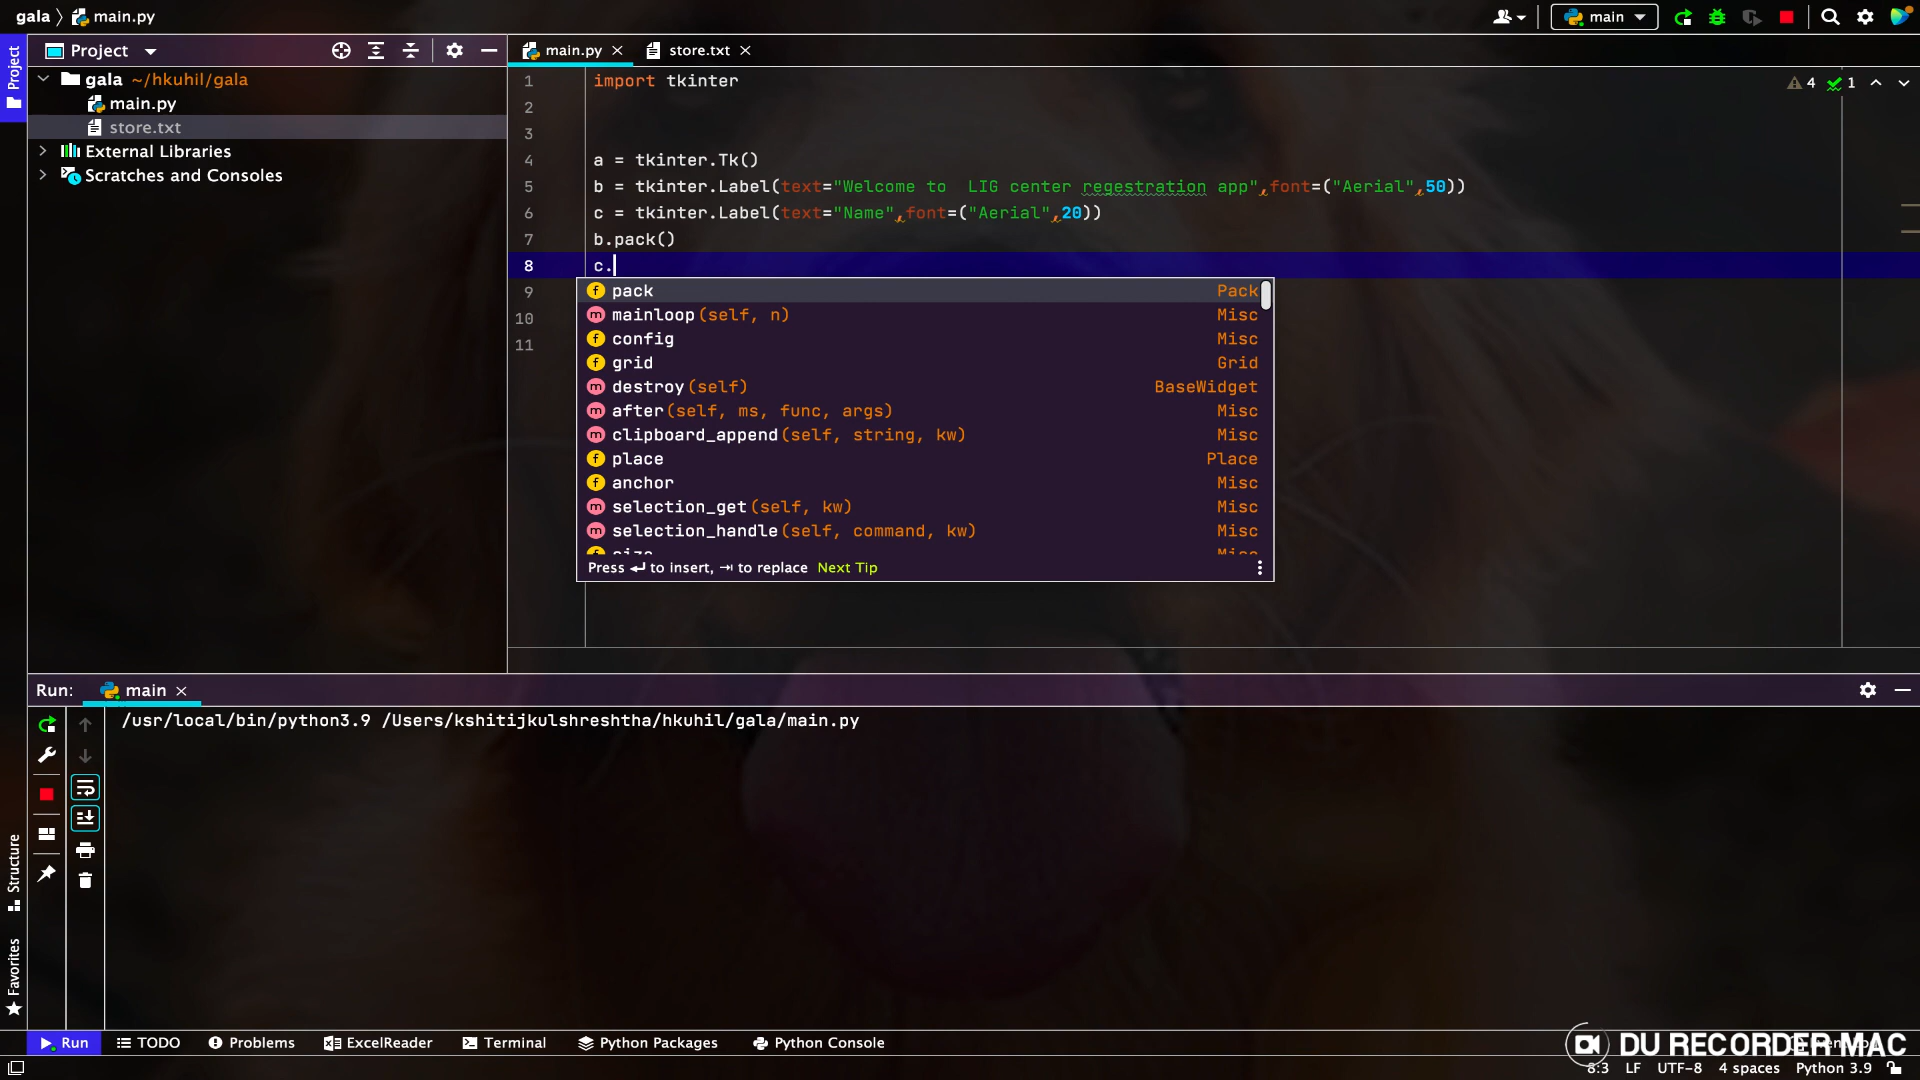 gala main.py
main
Project
Project
gala ~/hkuhil/gala
main.py
store.txt
External Libraries
Scratches and Consoles
main.py store.txt
4 1
1 import tkinter
2
3
4 a = tkinter.Tk()
5 b = tkinter.Label(text="Welcome to  LIG center regestration app",font=("Aerial",50))
6 c = tkinter.Label(text="Name",font=("Aerial",20))
7 b.pack()
8 c.
9
10
11
pack Pack
mainloop(self, n) Misc
config Misc
grid Grid
destroy(self) BaseWidget
after(self, ms, func, args) Misc
clipboard_append(self, string, kw) Misc
place Place
anchor Misc
selection_get(self, kw) Misc
selection_handle(self, command, kw) Misc
size Misc
Press ↵ to insert, ⇥ to replace Next Tip
Run: main
/usr/local/bin/python3.9 /Users/kshitijkulshreshtha/hkuhil/gala/main.py
Structure
Favorites
Run TODO Problems ExcelReader Terminal Python Packages Python Console
DU RECORDER MAC
8:3 LF UTF-8 4 spaces Python 3.9